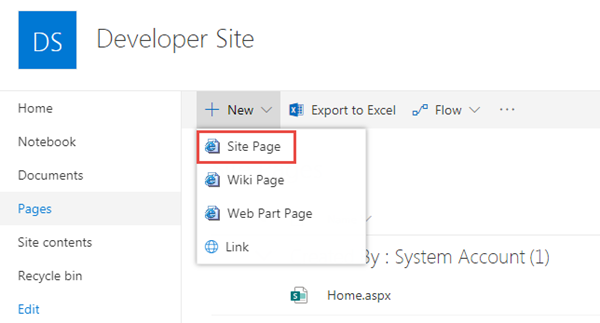 DS
Developer Site
Home
Notebook
Documents
Pages
Site contents
Recycle bin
Edit
New
Export to Excel
Flow
...
Site Page
Wiki Page
Web Part Page
Link
By : System Account (1)
Home.aspx